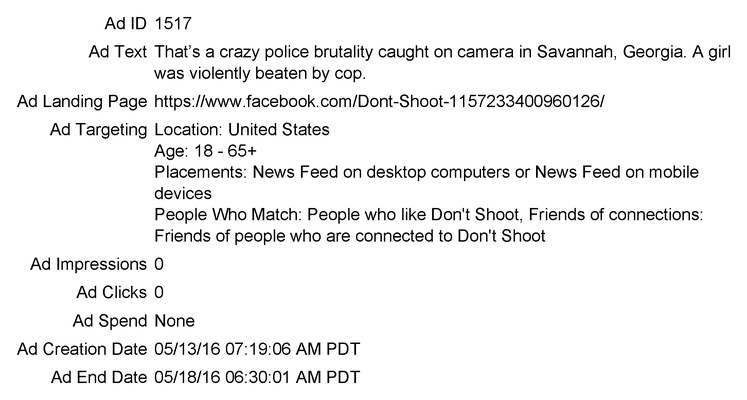 Ad ID 1517
Ad Text That's a crazy police brutality caught on camera in Savannah, Georgia. A girl
was violently beaten by cop.
Ad Landing Page https://www.facebook.com/Dont-Shoot-1157233400960126/
Ad Targeting Location: United States
Age: 18 - 65+
Placements: News Feed on desktop computers or News Feed on mobile
devices
People Who Match: People who like Don't Shoot, Friends of connections:
Friends of people who are connected to Don't Shoot
Ad Impressions 0
Ad Clicks 0
Ad Spend None
Ad Creation Date 05/13/16 07:19:06 AM PDT
Ad End Date 05/18/16 06:30:01 AM PDT